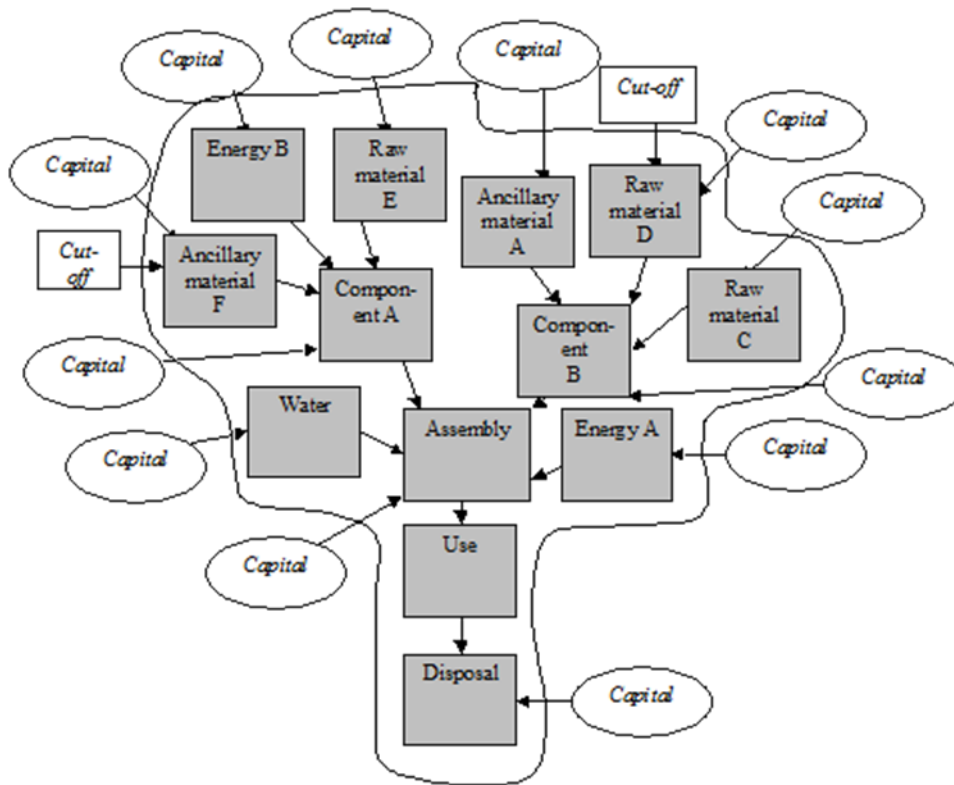 Capital
Capital
Capital
Cut-off
Capital
Energy B
Raw
material
E
Capital
Ancillary
material
A
Raw
material
D
Capital
Cut-
off
Ancillary
material
F
Compon-
ent A
Compon-
ent
B
Raw
material
C
Capital
Capital
Water
Assembly
Energy A
Capital
Capital
Capital
Use
Disposal
Capital